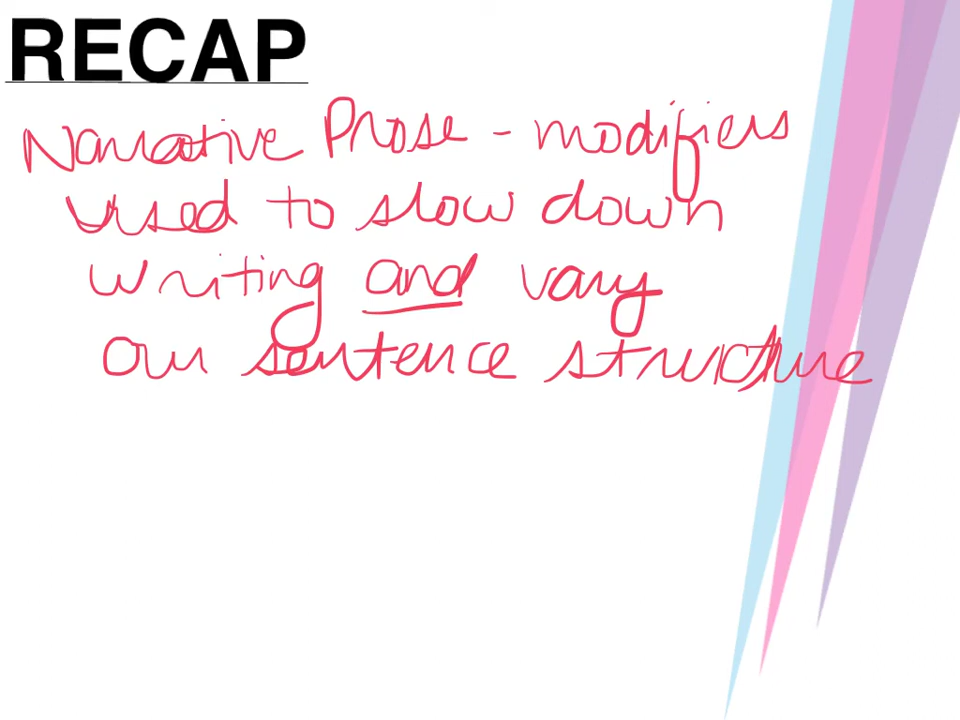 RECAP
Narrative Prose - modifiers
used to slow down
writing and vary
our sentence structure